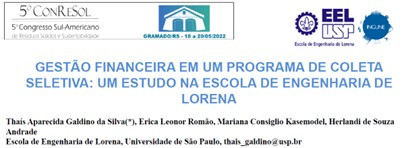 5º CONRESOL
5º Congresso Sul-Americano
de Resíduos Sólidos e Sustentabilidade
GRAMADO/RS - 18 a 20/05/2022
EEL
USP
Escola de Engenharia de Lorena
GESTÃO FINANCEIRA EM UM PROGRAMA DE COLETA
SELETIVA: UM ESTUDO NA ESCOLA DE ENGENHARIA DE
LORENA
Thaís Aparecida Galdino da Silva(*), Erica Leonor Romão, Mariana Consiglio Kasemodel, Herlandi de Souza
Andrade
Escola de Engenharia de Lorena, Universidade de São Paulo, thais_galdino@usp.br